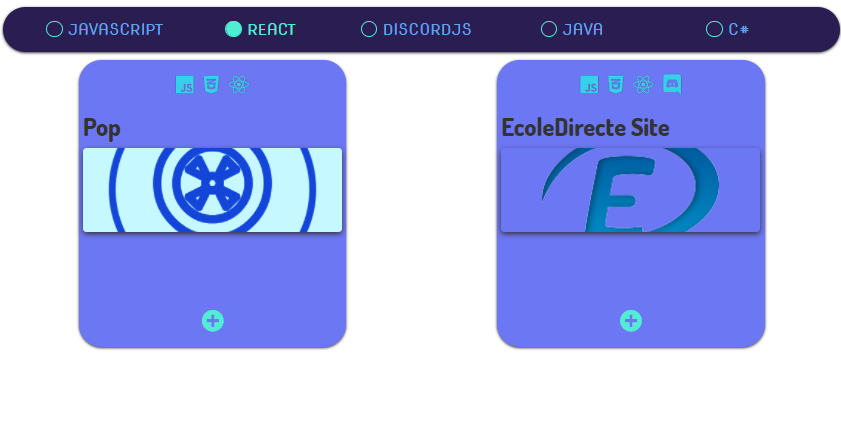 JAVASCRIPT REACT DISCORDJS JAVA C#
JS
JS
Pop
EcoleDirecte Site
E